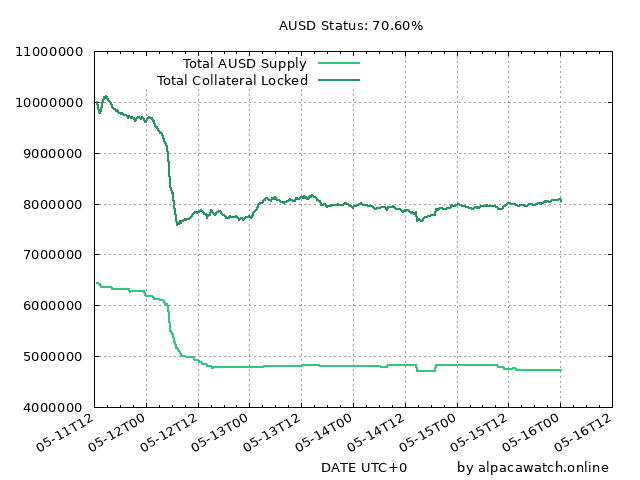 AUSD Status: 70.60%
Total AUSD Supply
Total Collateral Locked
11000000
10000000
9000000
8000000
7000000
6000000
5000000
4000000
05-11T12
05-12T00
05-12T12
05-13T00
05-13T12
05-14T00
05-14T12
05-15T00
05-15T12
05-16T00
05-16T12
DATE UTC+0
by alpacawatch.online